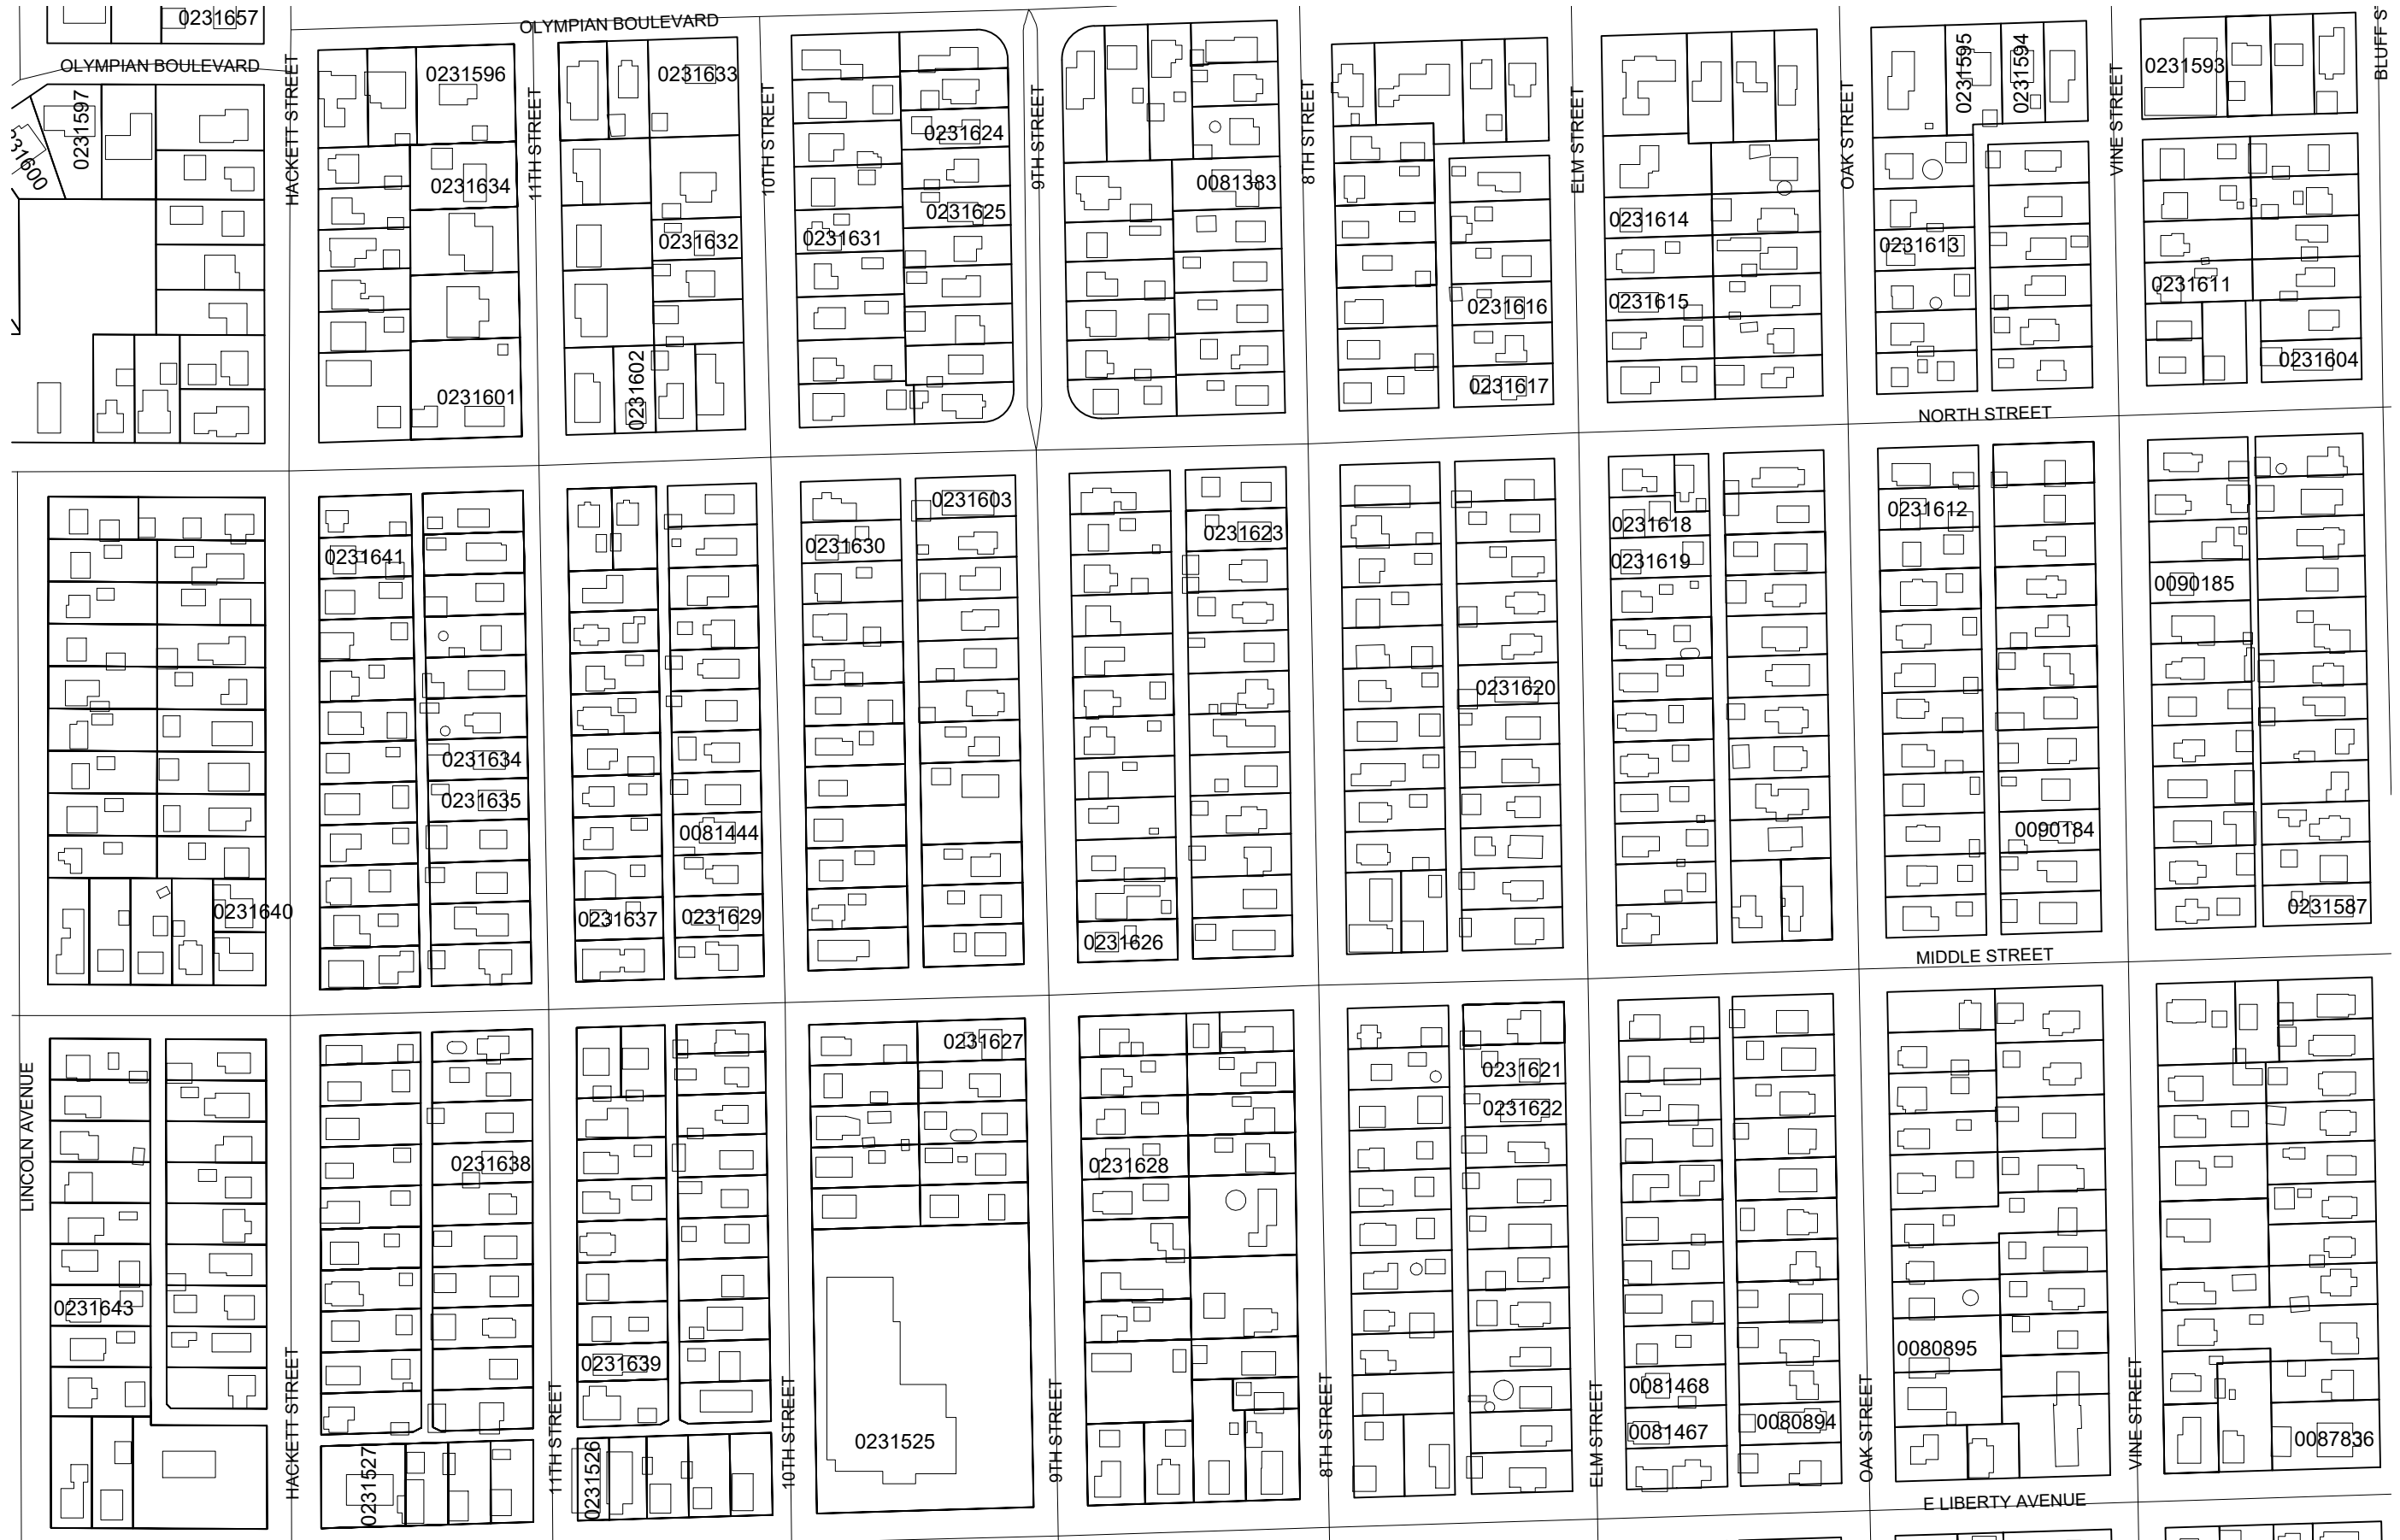 0231657
OLYMPIAN BOULEVARD
BLUFF S
OLYMPIAN BOULEVARD
0231596
0231633
0231595
0231594
0231593
0231597
HACKETT STREET
11TH STREET
10TH STREET
9TH STREET
8TH STREET
ELM STREET
OAK STREET
VINE STREET
31600
0231624
0231634
0081383
0231625
0231614
0231631
0231632
0231613
0231611
0231615
0231616
0231604
0231602
0231617
0231601
NORTH STREET
0231603
0231612
0231618
0231623
0231630
0231641
0231619
0090185
0231620
0231634
0231635
0090184
0081444
0231587
0231640
0231637
0231629
0231626
MIDDLE STREET
0231627
0231621
0231622
LINCOLN AVENUE
0231638
0231628
0231643
0080895
0231639
0081468
HACKETT STREET
11TH STREET
10TH STREET
9TH STREET
8TH STREET
ELM STREET
OAK STREET
VINE STREET
0080894
0081467
0087836
0231525
0231527
0231526
E LIBERTY AVENUE